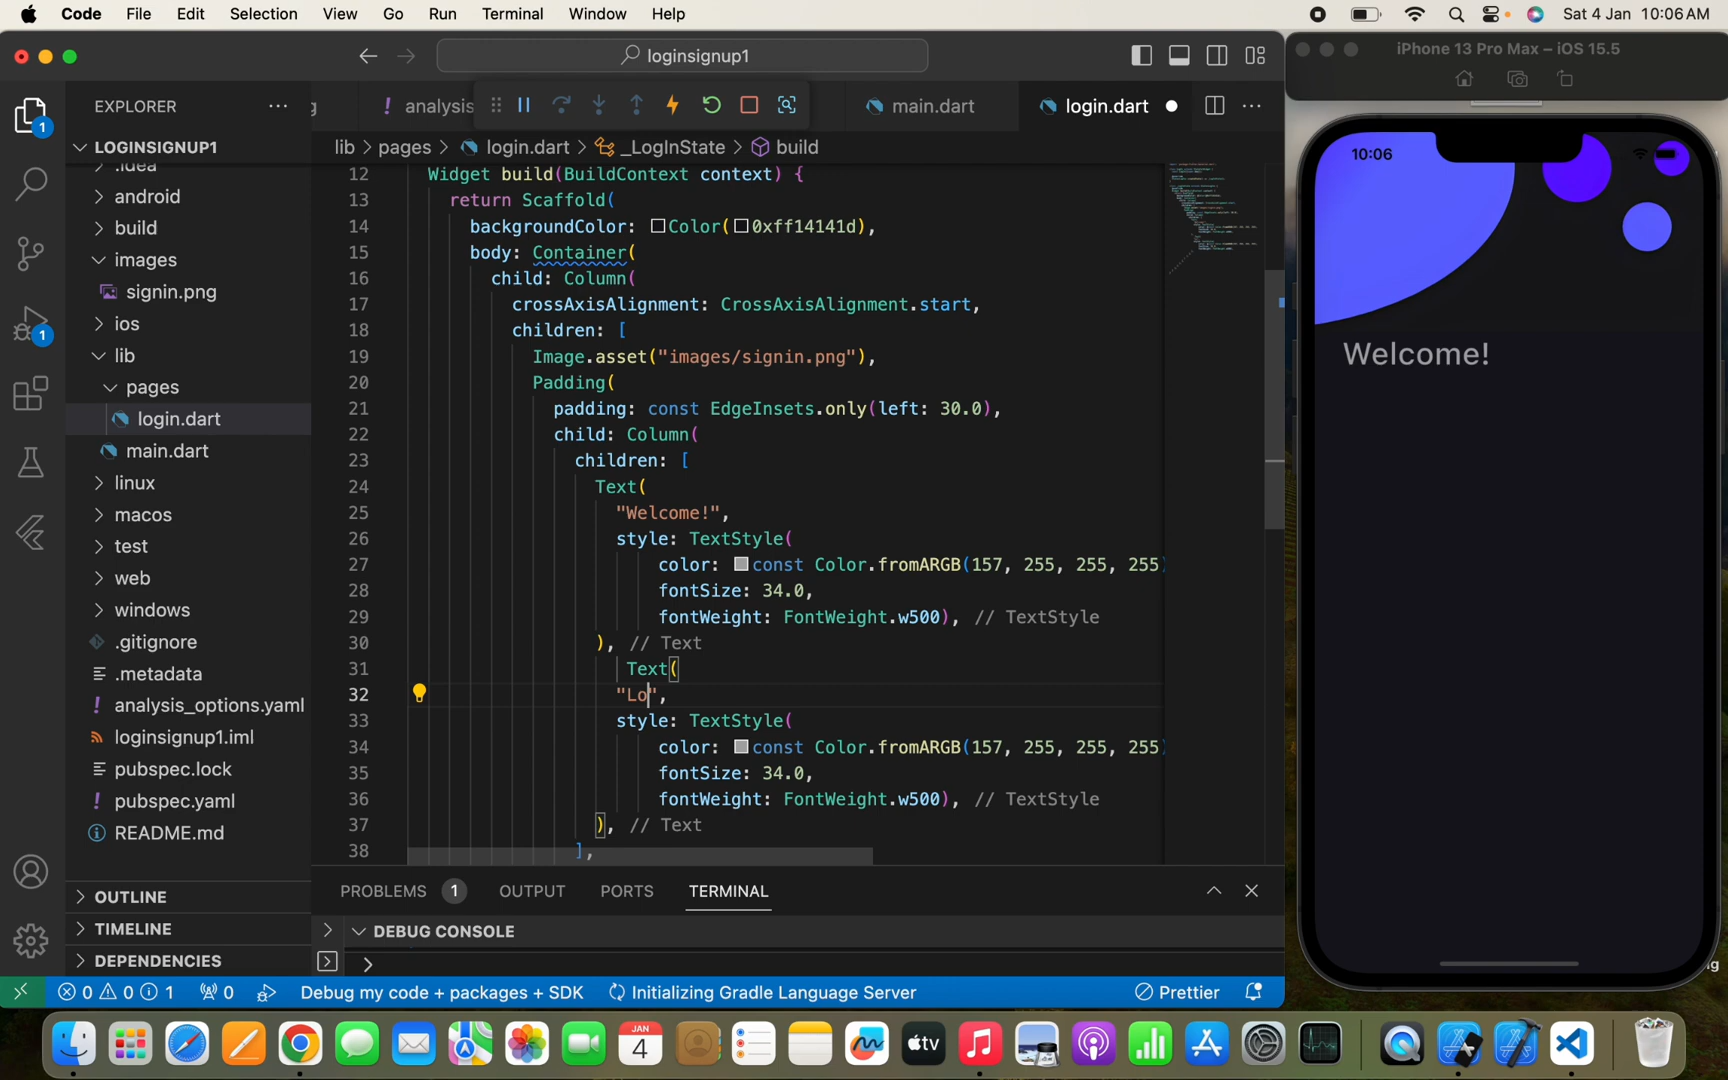 Code File Edit Selection View Go Run Terminal Window Help Sat 4 Jan 10:06 AM
loginsignup1
iPhone 13 Pro Max – iOS 15.5
EXPLORER
g ! analysis main.dart login.dart
LOGINSIGNUP1
lib > pages > login.dart > _LogInState > build
.idea
android
build
images
signin.png
ios
lib
pages
login.dart
main.dart
linux
macos
test
web
windows
.gitignore
.metadata
! analysis_options.yaml
loginsignup1.iml
pubspec.lock
! pubspec.yaml
README.md
OUTLINE
TIMELINE
DEPENDENCIES
1
1
12 Widget build(BuildContext context) {
13 return Scaffold(
14 backgroundColor: Color(0xff14141d),
15 body: Container(
16 child: Column(
17 crossAxisAlignment: CrossAxisAlignment.start,
18 children: [
19 Image.asset("images/signin.png"),
20 Padding(
21 padding: const EdgeInsets.only(left: 30.0),
22 child: Column(
23 children: [
24 Text(
25 "Welcome!",
26 style: TextStyle(
27 color: const Color.fromARGB(157, 255, 255, 255)
28 fontSize: 34.0,
29 fontWeight: FontWeight.w500), // TextStyle
30 ), // Text
31 Text(
32 "Lo",
33 style: TextStyle(
34 color: const Color.fromARGB(157, 255, 255, 255)
35 fontSize: 34.0,
36 fontWeight: FontWeight.w500), // TextStyle
37 ), // Text
38 ],
PROBLEMS 1 OUTPUT PORTS TERMINAL
DEBUG CONSOLE
0 0 1 0 Debug my code + packages + SDK Initializing Gradle Language Server Prettier
10:06
Welcome!
ng
JAN
4
tv